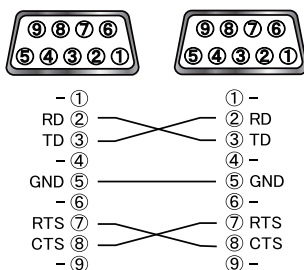 ⑨⑧⑦⑥ ⑨⑧⑦⑥
⑤④③②① ⑤④③②①
– ① ① –
RD ② ② RD
TD ③ ③ TD
– ④ ④ –
GND ⑤ ⑤ GND
– ⑥ ⑥ –
RTS ⑦ ⑦ RTS
CTS ⑧ ⑧ CTS
– ⑨ ⑨ –